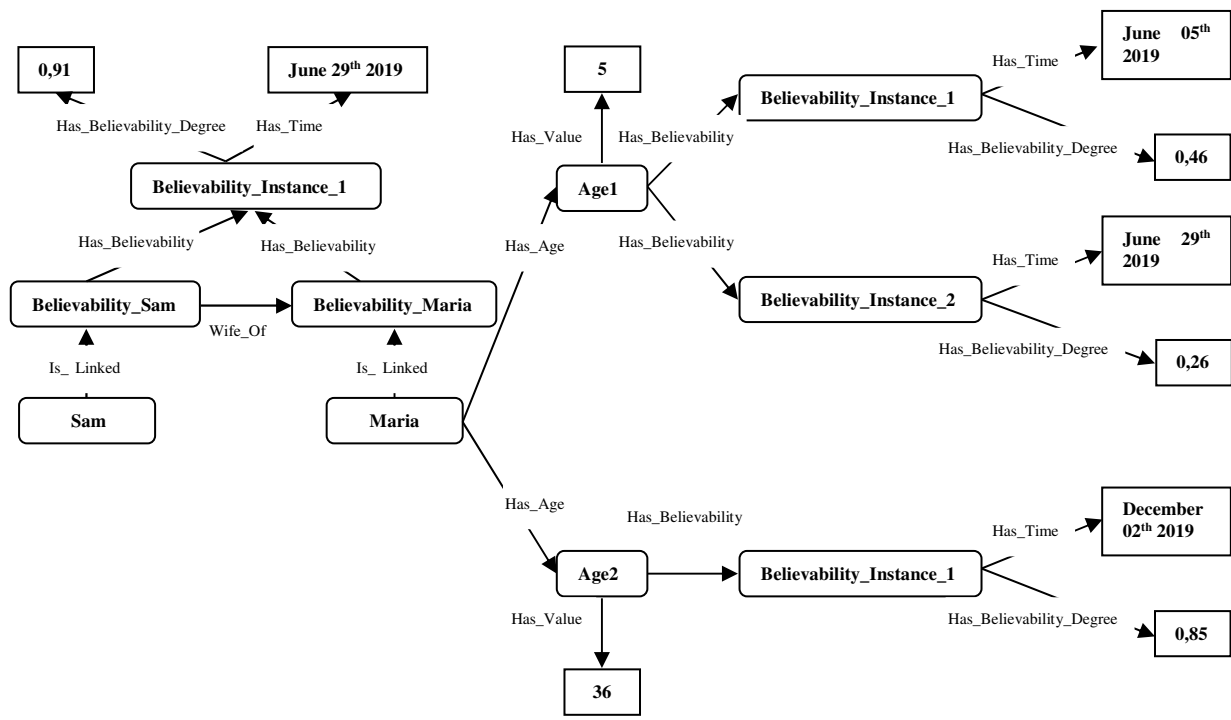 0,91
June 29th 2019
5
June 05th
2019
Has_Time
Believability_Instance_1
Has_Believability_Degree
Has_Time
Has_Value
Has_Believability
Has_Believability_Degree
0,46
Believability_Instance_1
Age1
Has_Believability
Has_Believability
Has_Age
Has_Believability
June 29th
2019
Has_Time
Believability_Sam
Wife_Of
Believability_Maria
Believability_Instance_2
Has_Believability_Degree
0,26
Is_ Linked
Is_ Linked
Sam
Maria
Has_Age
Has_Believability
December
02th 2019
Has_Time
Age2
Believability_Instance_1
Has_Value
Has_Believability_Degree
0,85
36